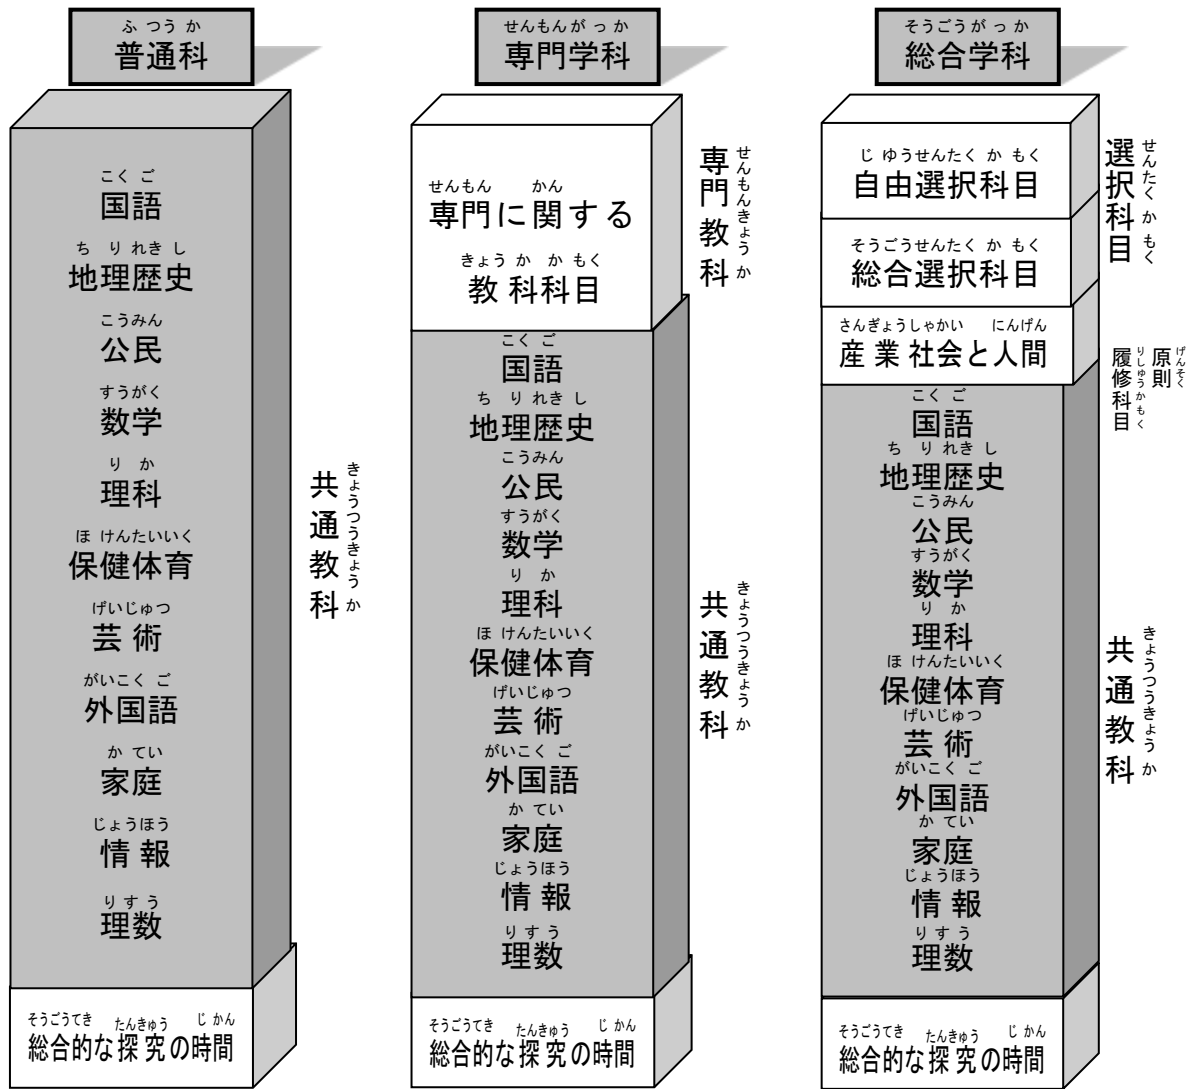 ふつうか
普通科
こくご
国語
ちりれきし
地理歴史
こうみん
公民
すうがく
数学
りか
理科
ほけんたいいく
保健体育
げいじゅつ
芸術
がいこくご
外国語
かてい
家庭
じょうほう
情報
りすう
理数
そうごうてき たんきゅう じかん
総合的な探究の時間
きょうつうきょうか
共通教科
せんもんがっか
専門学科
せんもん かん
専門に関する
きょうか かもく
教科科目
せんもんきょうか
専門教科
こくご
国語
ちりれきし
地理歴史
こうみん
公民
すうがく
数学
りか
理科
ほけんたいいく
保健体育
げいじゅつ
芸術
がいこくご
外国語
かてい
家庭
じょうほう
情報
りすう
理数
そうごうてき たんきゅう じかん
総合的な探究の時間
きょうつうきょうか
共通教科
そうごうがっか
総合学科
じゆうせんたくかもく
自由選択科目
そうごうせんたくかもく
総合選択科目
せんたくかもく
選択科目
さんぎょうしゃかい にんげん
産業社会と人間
げんそく
原則
りしゅうかもく
履修科目
こくご
国語
ちりれきし
地理歴史
こうみん
公民
すうがく
数学
りか
理科
ほけんたいいく
保健体育
げいじゅつ
芸術
がいこくご
外国語
かてい
家庭
じょうほう
情報
りすう
理数
そうごうてき たんきゅう じかん
総合的な探究の時間
きょうつうきょうか
共通教科